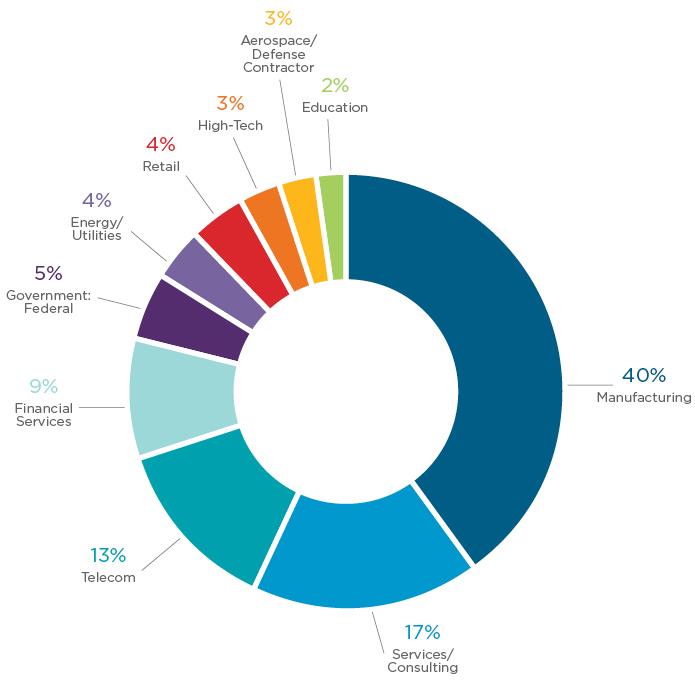 3%
Aerospace/
Defense
Contractor
2%
Education
3%
High-Tech
4%
Retail
4%
Energy/
Utilities
5%
Government:
Federal
9%
Financial
Services
13%
Telecom
17%
Services/
Consulting
40%
Manufacturing